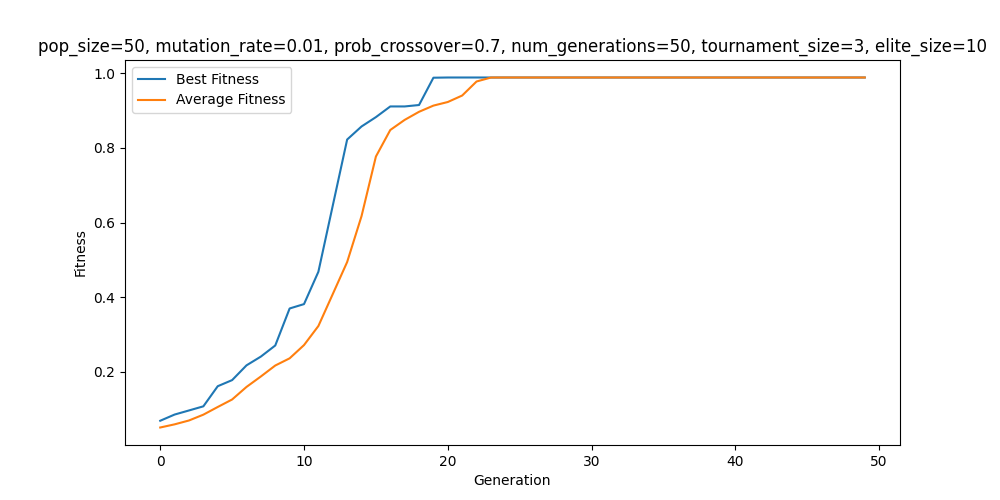 pop_size=50, mutation_rate=0.01, prob_crossover=0.7, num_generations=50, tournament_size=3, elite_size=10
1.0
Best Fitness
Average Fitness
0.8
0.6
Fitness
0.4
0.2
0 10 20 30 40 50
Generation